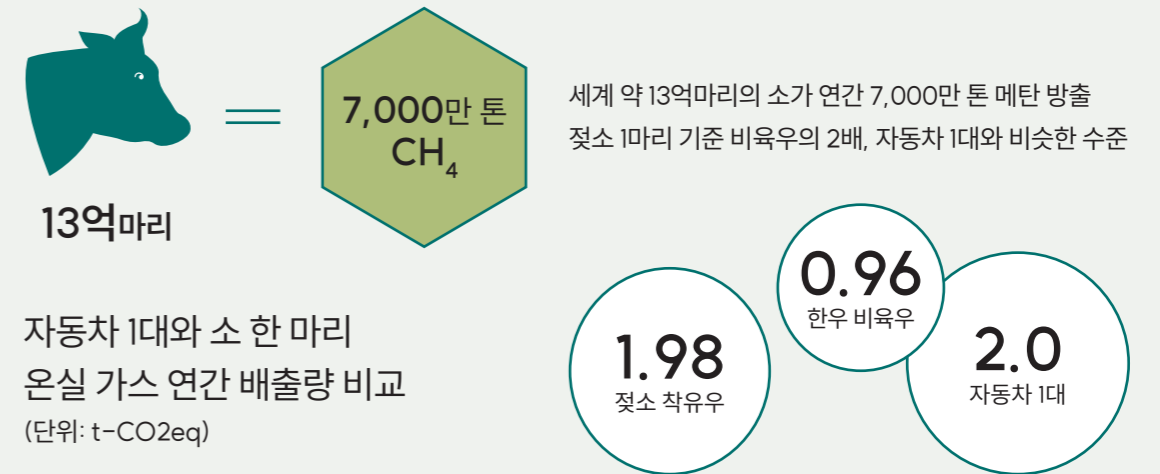 7,000만 톤
CH4
13억마리
세계 약 13억마리의 소가 연간 7,000만 톤 메탄 방출
젖소 1마리 기준 비육우의 2배, 자동차 1대와 비슷한 수준
자동차 1대와 소 한 마리
온실 가스 연간 배출량 비교
(단위: t-CO2eq)
1.98
젖소 착유우
0.96
한우 비육우
2.0
자동차 1대